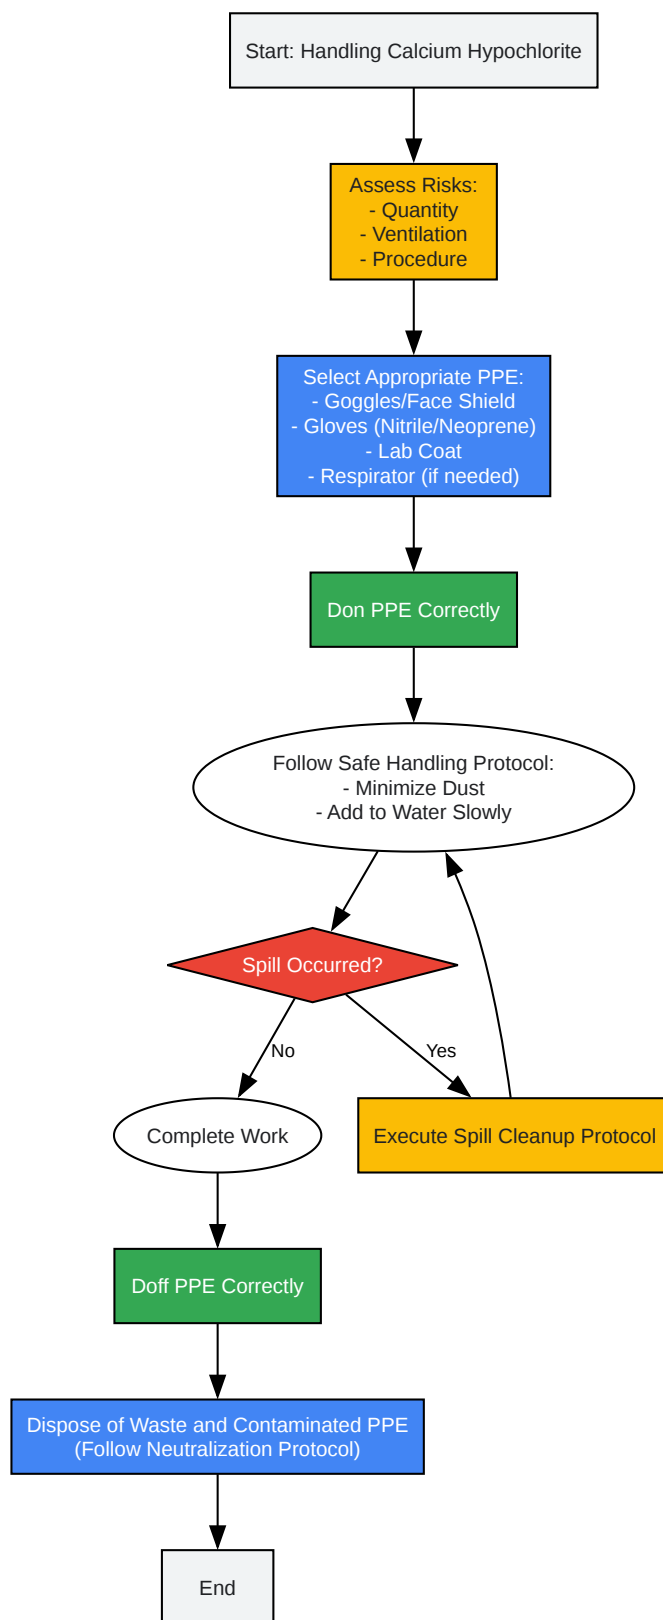 Start: Handling Calcium Hypochlorite
Assess Risks:
- Quantity
- Ventilation
- Procedure
Select Appropriate PPE:
- Goggles/Face Shield
- Gloves (Nitrile/Neoprene)
- Lab Coat
- Respirator (if needed)
Don PPE Correctly
Follow Safe Handling Protocol:
- Minimize Dust
- Add to Water Slowly
Spill Occurred?
No
Yes
Complete Work
Execute Spill Cleanup Protocol
Doff PPE Correctly
Dispose of Waste and Contaminated PPE
(Follow Neutralization Protocol)
End